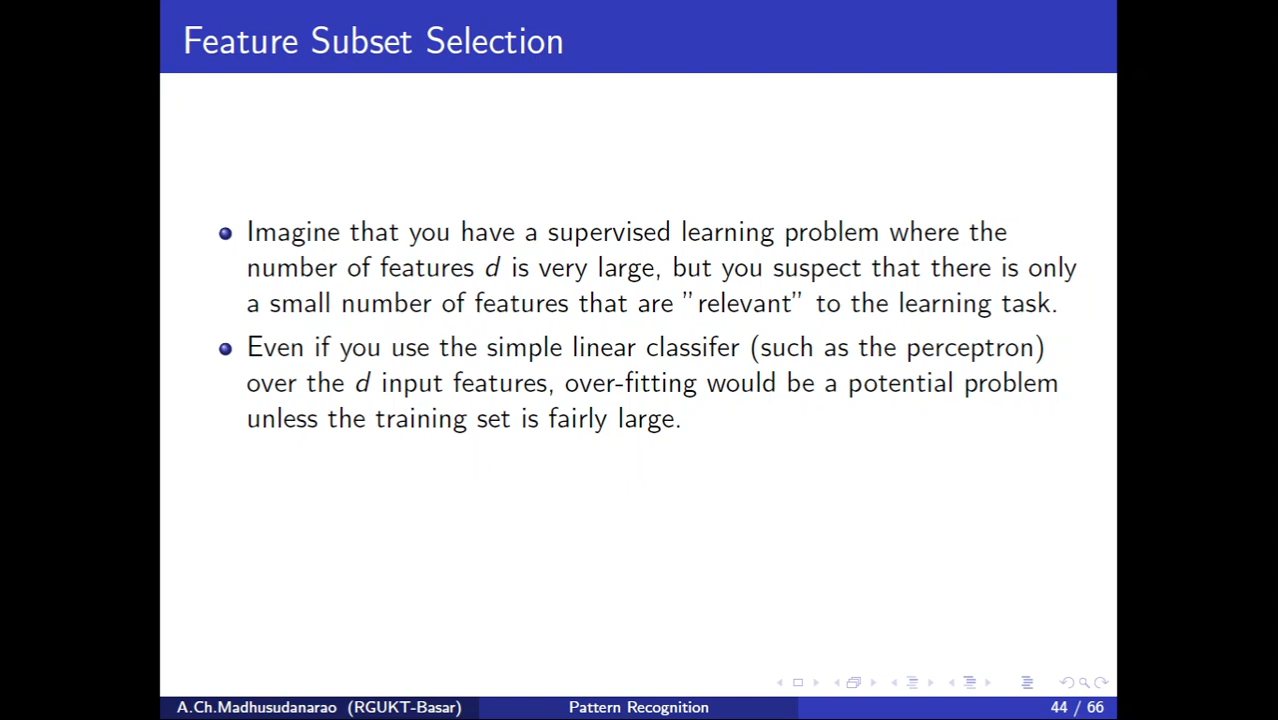 Feature Subset Selection
Imagine that you have a supervised learning problem where the
number of features d is very large, but you suspect that there is only
a small number of features that are ”relevant” to the learning task.
Even if you use the simple linear classifer (such as the perceptron)
over the d input features, over-fitting would be a potential problem
unless the training set is fairly large.
A.Ch.Madhusudanarao (RGUKT-Basar) Pattern Recognition 44 / 66